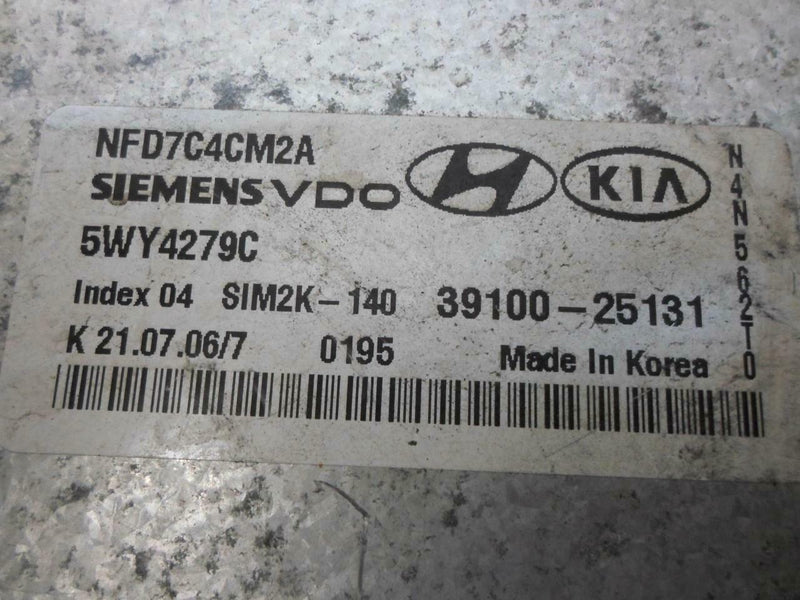 NFD7C4CM2A
SIEMENS VDO KIA
5WY4279C
Index 04 SIM2K-140 39100-25131
K 21.07.06/7 0195 Made In Korea
N4N562T0